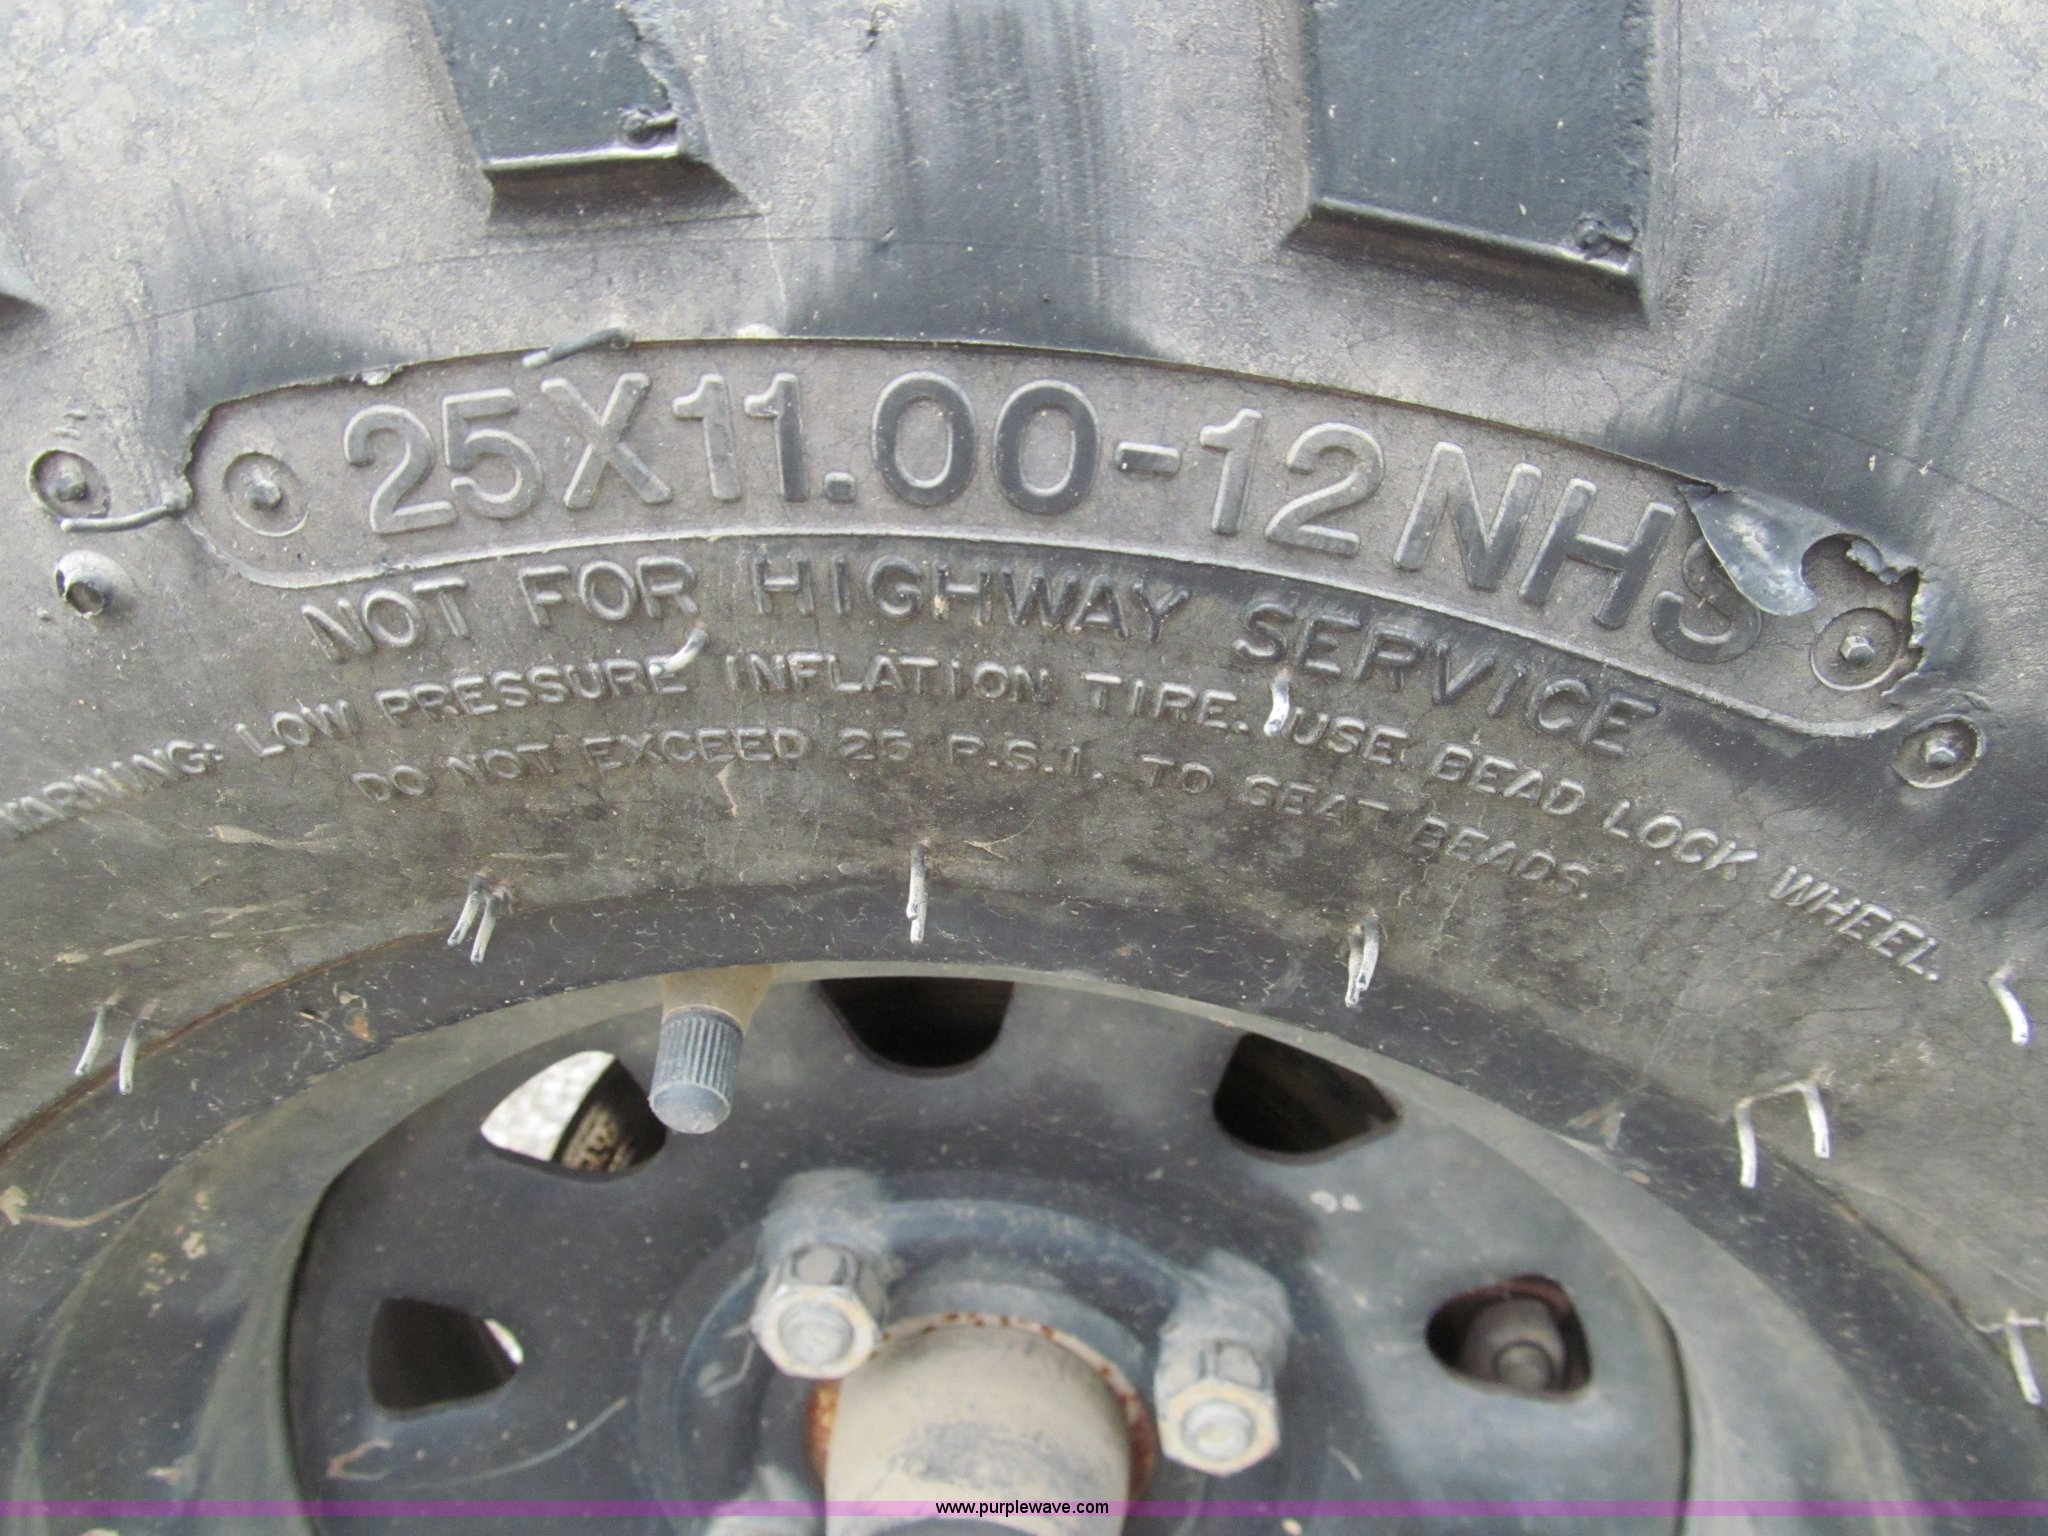 25X11.00-12NHS
NOT FOR HIGHWAY SERVICE
WARNING: LOW PRESSURE INFLATION TIRE. USE BEAD LOCK WHEEL.
DO NOT EXCEED 25 P.S.I. TO SEAT BEADS.
www.purplewave.com